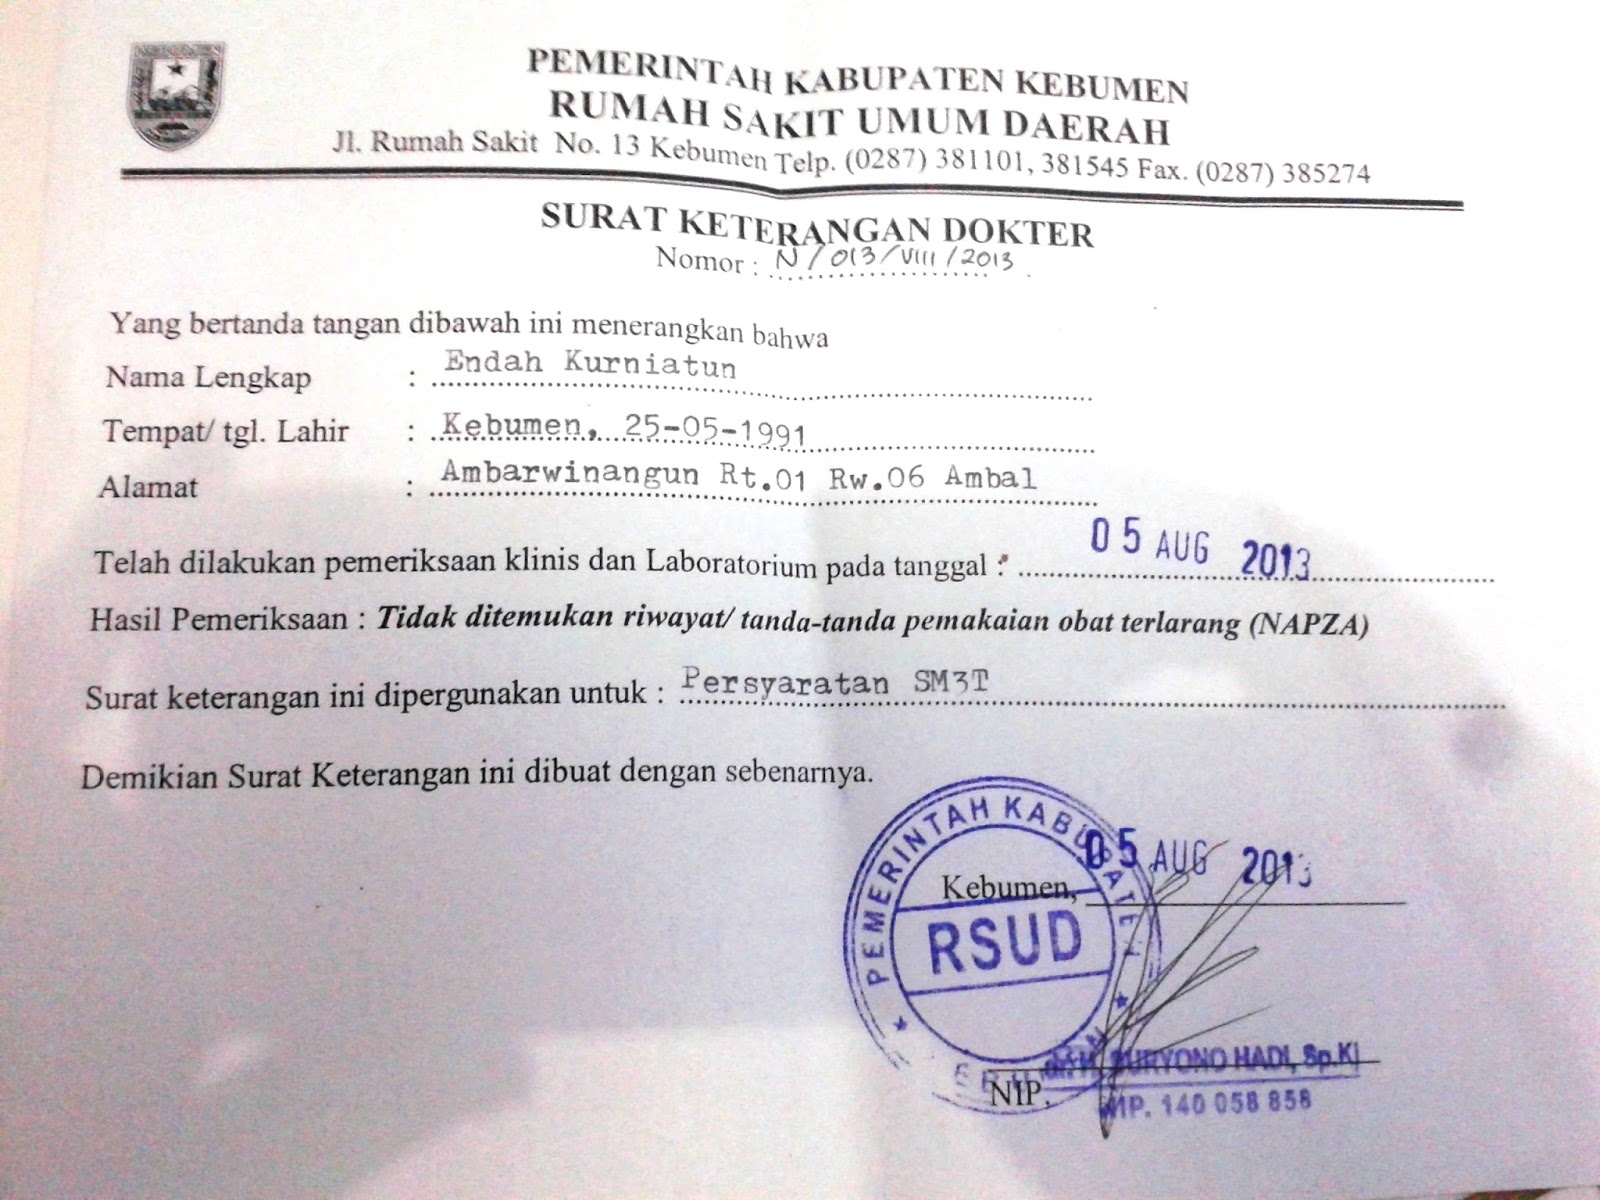 KEBUMEN
PEMERINTAH KABUPATEN KEBUMEN
RUMAH SAKIT UMUM DAERAH
Jl. Rumah Sakit No. 13 Kebumen Telp. (0287) 381101, 381545 Fax. (0287) 385274
SURAT KETERANGAN DOKTER
Nomor : N/013/VIII/2013
Yang bertanda tangan dibawah ini menerangkan bahwa
Nama Lengkap : Endah Kurniatun
Tempat/ tgl. Lahir : Kebumen, 25-05-1991
Alamat : Ambarwinangun Rt.01 Rw.06 Ambal
Telah dilakukan pemeriksaan klinis dan Laboratorium pada tanggal : 05 AUG 2013
Hasil Pemeriksaan : Tidak ditemukan riwayat/ tanda-tanda pemakaian obat terlarang (NAPZA)
Surat keterangan ini dipergunakan untuk : Persyaratan SM3T
Demikian Surat Keterangan ini dibuat dengan sebenarnya.
PEMERINTAH KABUPATEN
Kebumen, 05 AUG 2013
RSUD
SURYONO HADI, Sp.KJ
NIP.
NIP. 140 058 858